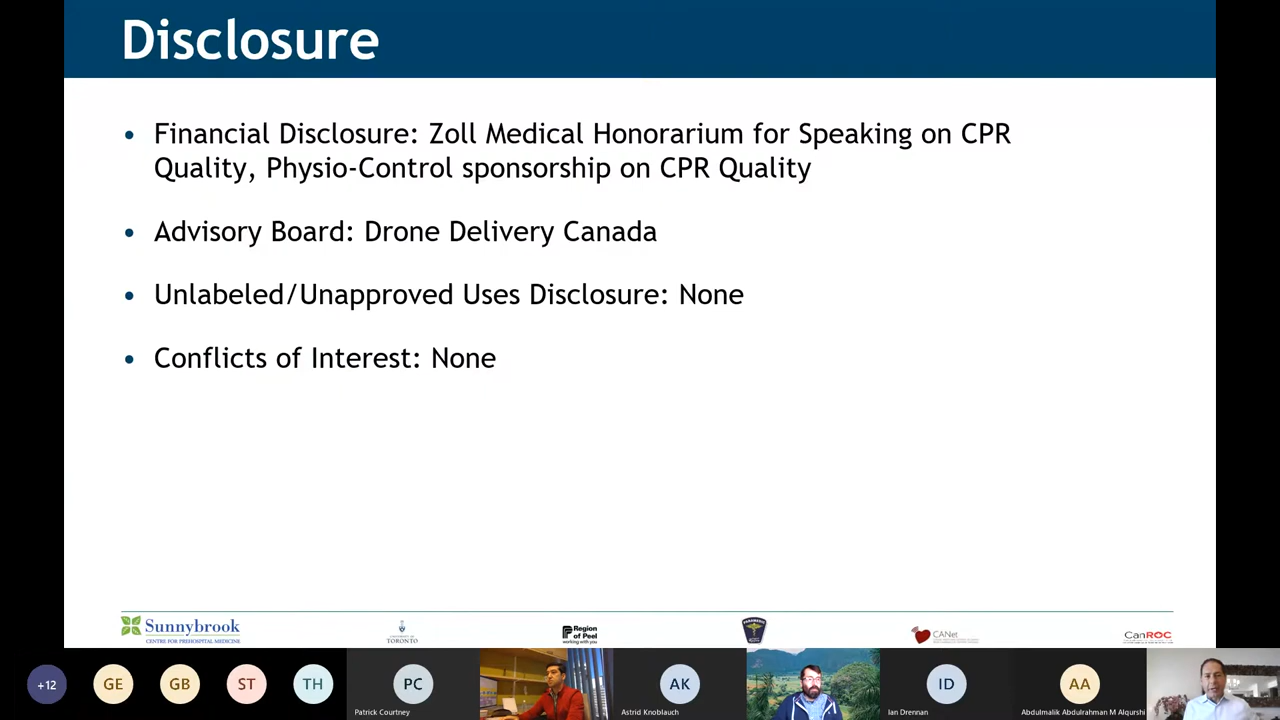 Disclosure
• Financial Disclosure: Zoll Medical Honorarium for Speaking on CPR
Quality, Physio-Control sponsorship on CPR Quality
• Advisory Board: Drone Delivery Canada
• Unlabeled/Unapproved Uses Disclosure: None
• Conflicts of Interest: None
Sunnybrook
CENTRE FOR PREHOSPITAL MEDICINE
UNIVERSITY OF
TORONTO
Region
of Peel
working with you
PARAMEDIC
CANet
CanROC
+12
GE
GB
ST
TH
PC
Patrick Courtney
AK
Astrid Knoblauch
ID
Ian Drennan
AA
Abdulmalik Abdulrahman M Alqurshi